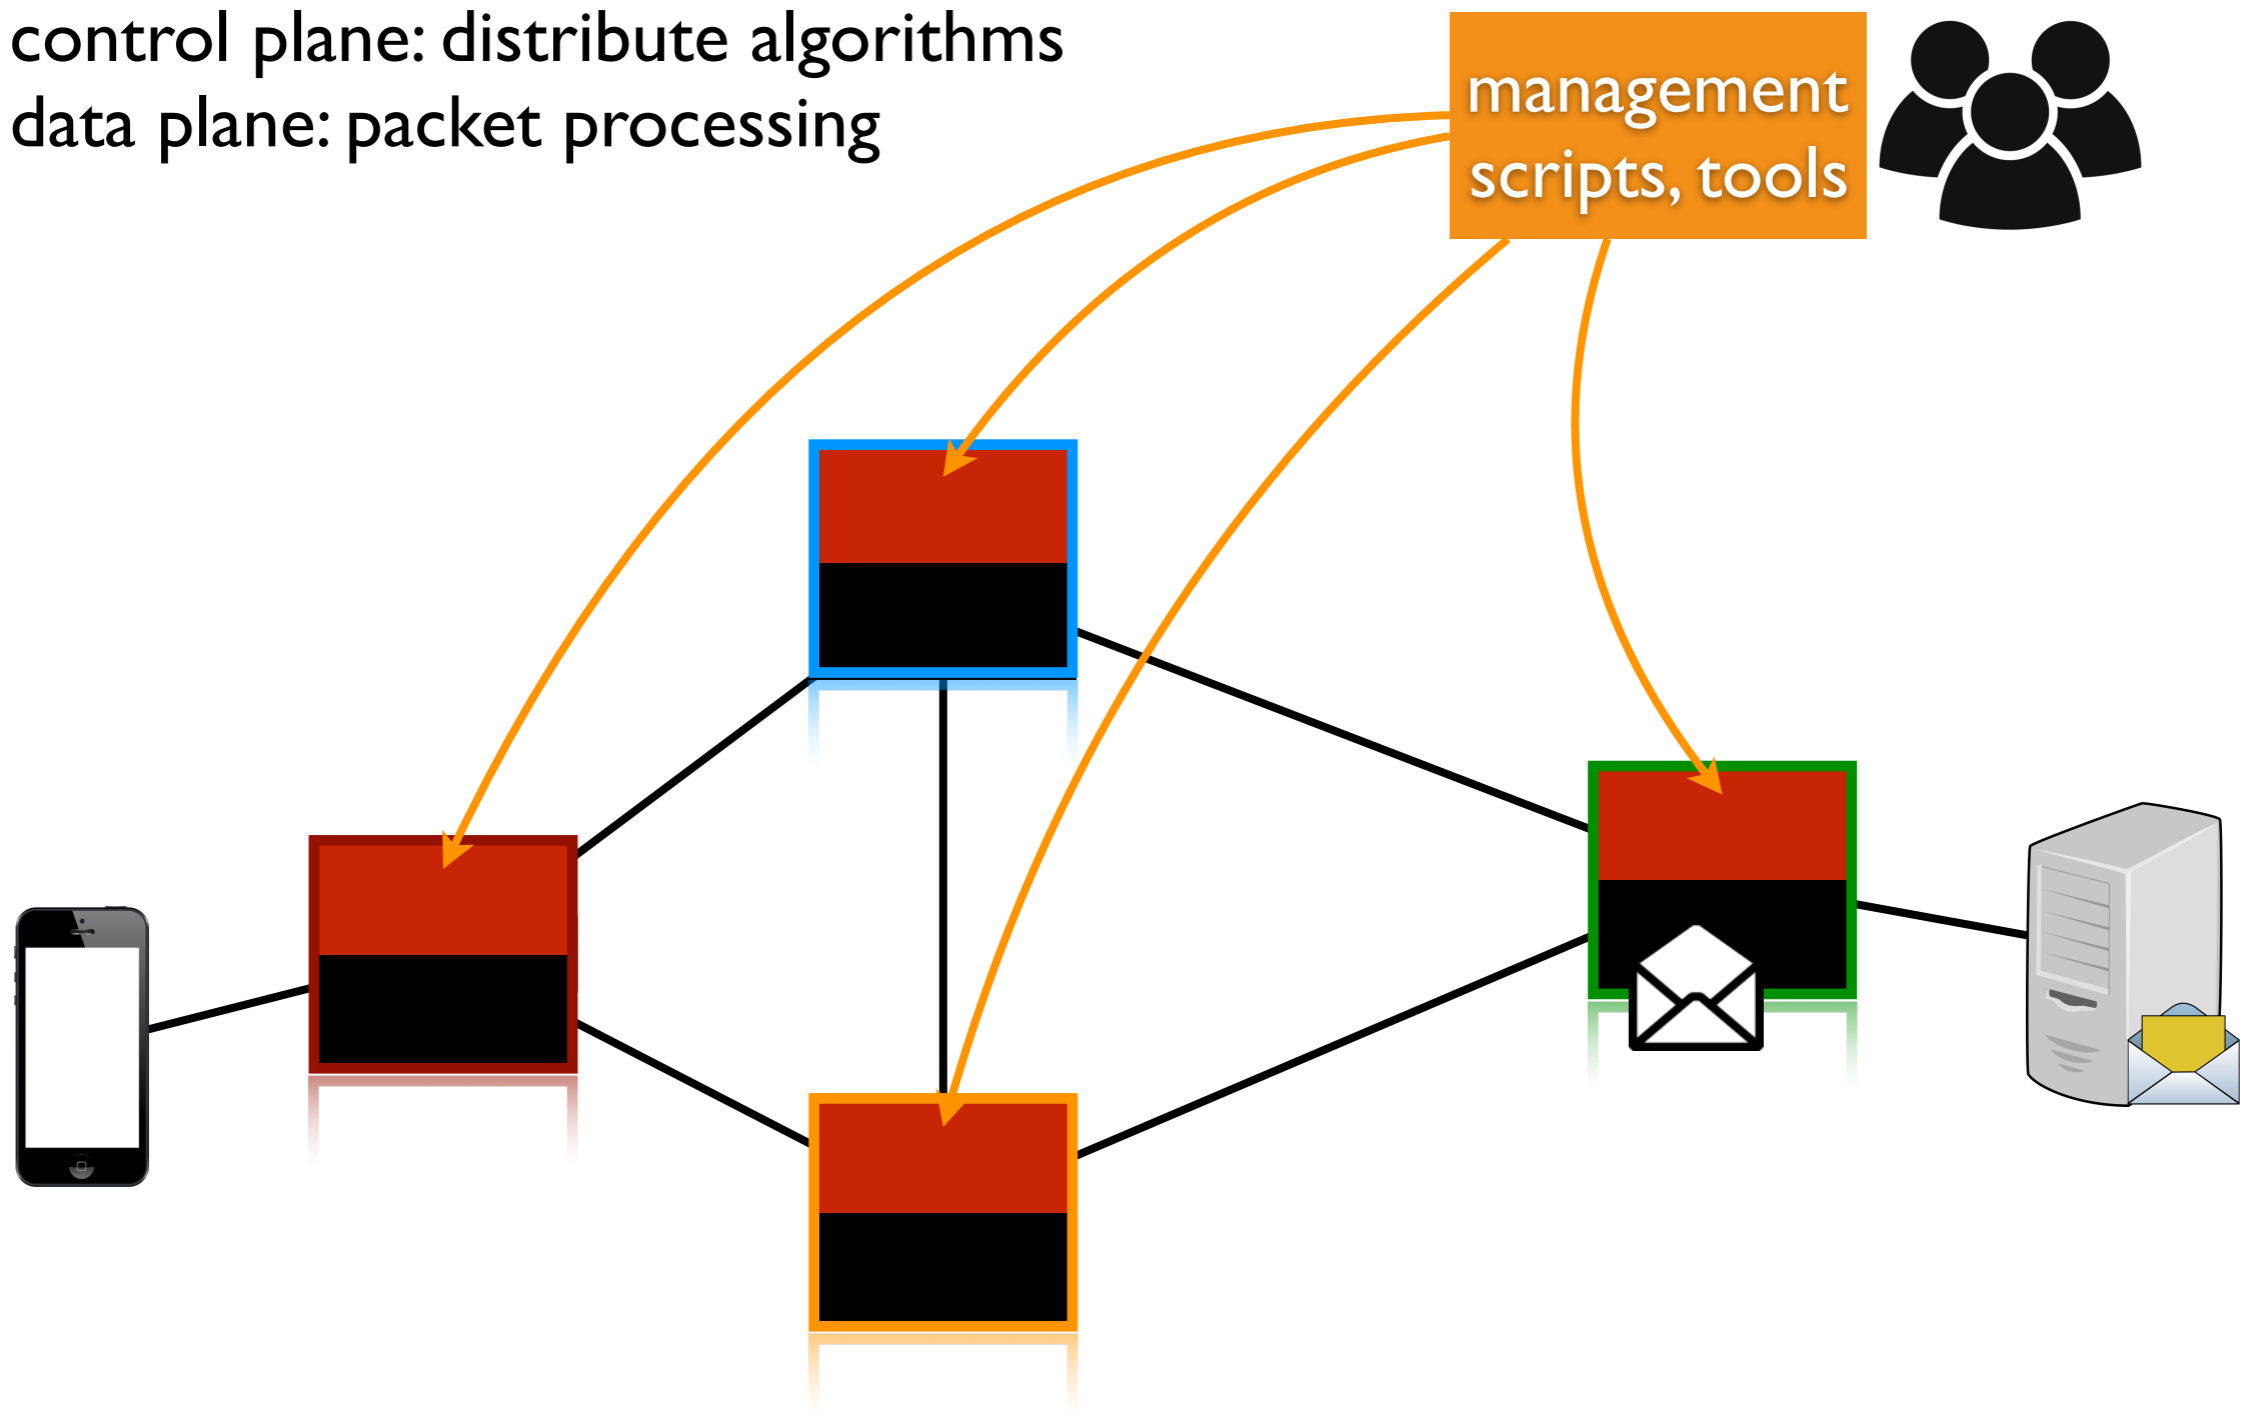 control plane: distribute algorithms
data plane: packet processing
management
scripts, tools